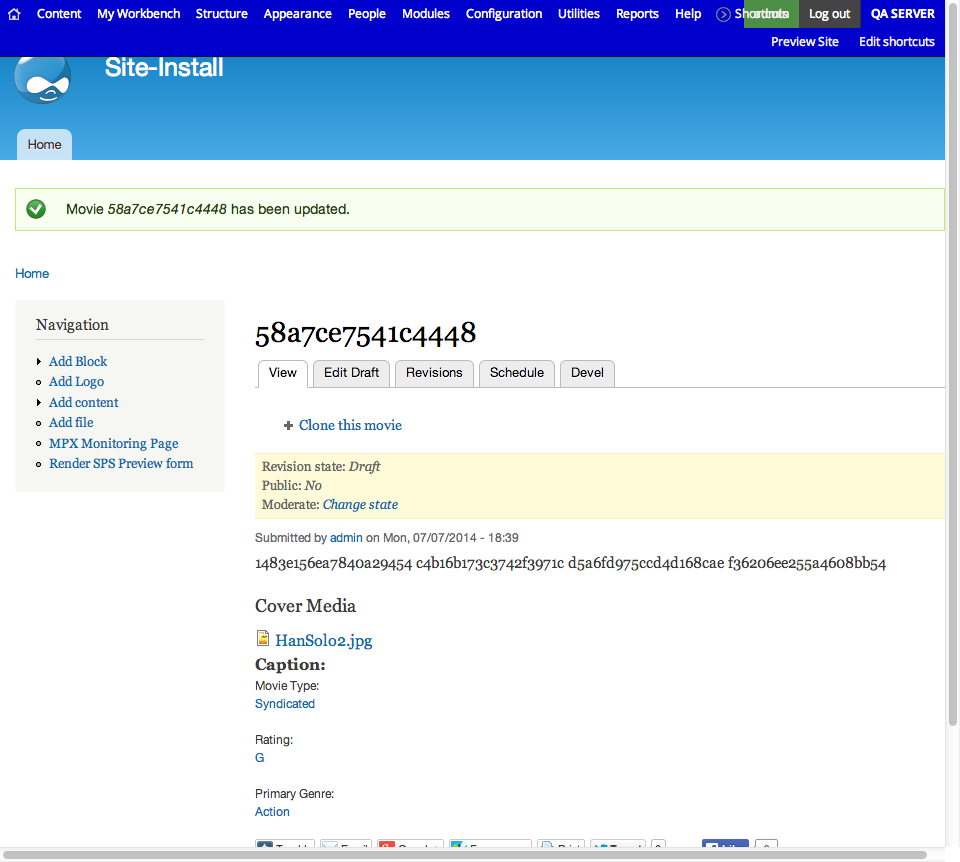 Content My Workbench Structure Appearance People Modules Configuration Utilities Reports Help Shortcuts Log out QA SERVER
Preview Site Edit shortcuts
Site-Install
Home
Movie 58a7ce7541c4448 has been updated.
Home
Navigation
Add Block
Add Logo
Add content
Add file
MPX Monitoring Page
Render SPS Preview form
58a7ce7541c4448
View Edit Draft Revisions Schedule Devel
Clone this movie
Revision state: Draft
Public: No
Moderate: Change state
Submitted by admin on Mon, 07/07/2014 - 18:39
1483e156ea7840a29454 c4b16b173c3742f3971c d5a6fd975ccd4d168cae f36206ee255a4608bb54
Cover Media
HanSolo2.jpg
Caption:
Movie Type:
Syndicated
Rating:
G
Primary Genre:
Action